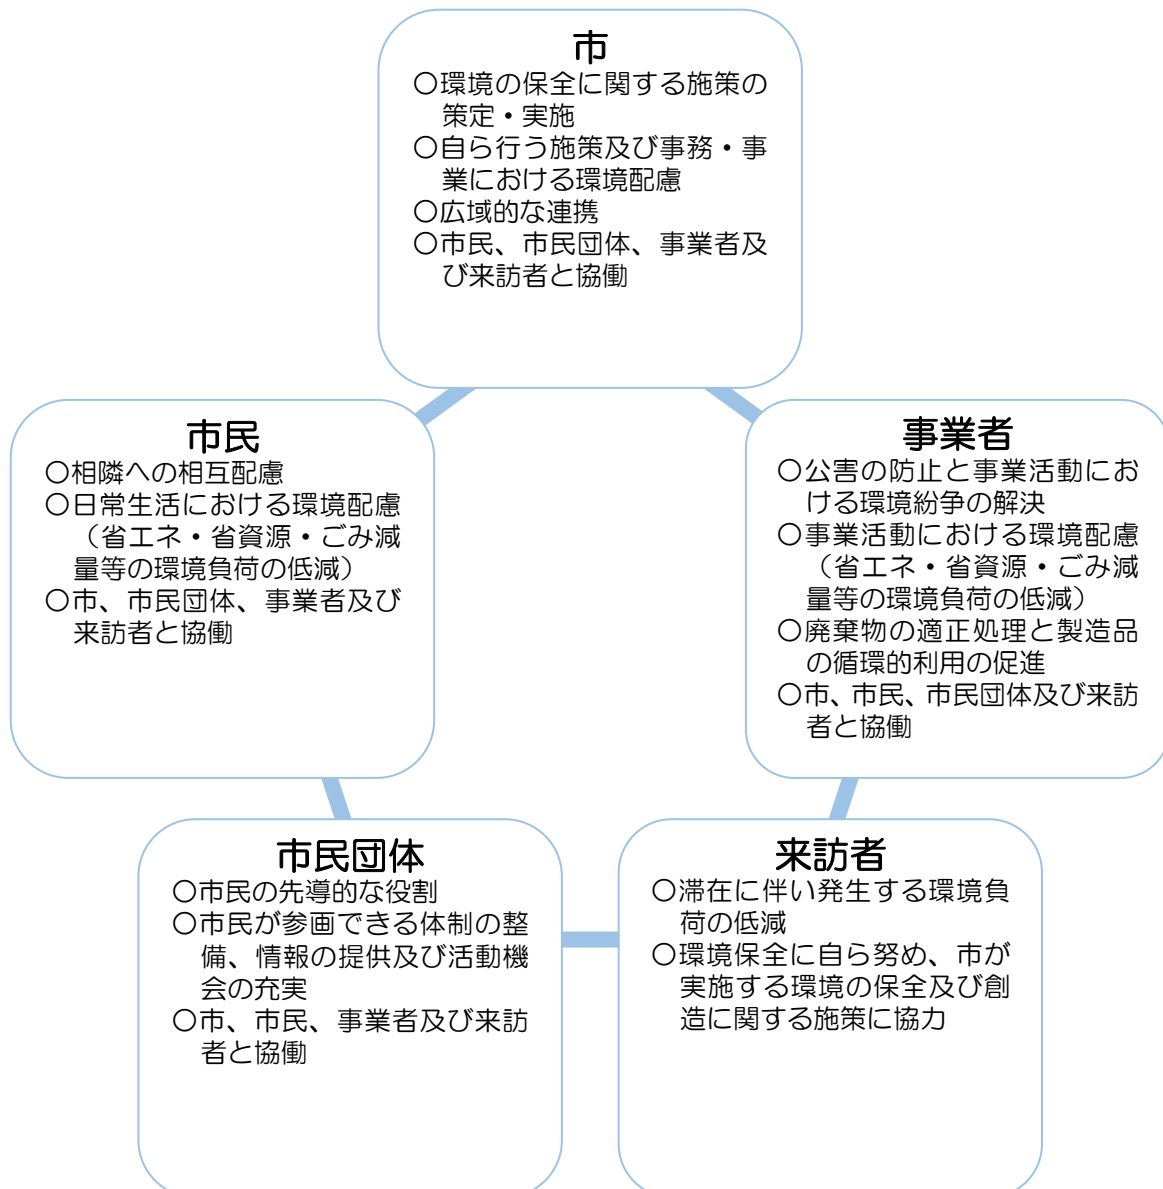 市
〇環境の保全に関する施策の
策定・実施
〇自ら行う施策及び事務・事
業における環境配慮
〇広域的な連携
〇市民、市民団体、事業者及
び来訪者と協働
市民
〇相隣への相互配慮
〇日常生活における環境配慮
（省エネ・省資源・ごみ減
量等の環境負荷の低減）
〇市、市民団体、事業者及び
来訪者と協働
事業者
〇公害の防止と事業活動にお
ける環境紛争の解決
〇事業活動における環境配慮
（省エネ・省資源・ごみ減
量等の環境負荷の低減）
〇廃棄物の適正処理と製造品
の循環的利用の促進
〇市、市民、市民団体及び来訪
者と協働
市民団体
〇市民の先導的な役割
〇市民が参画できる体制の整
備、情報の提供及び活動機
会の充実
〇市、市民、事業者及び来訪
者と協働
来訪者
〇滞在に伴い発生する環境負
荷の低減
〇環境保全に自ら努め、市が
実施する環境の保全及び創
造に関する施策に協力